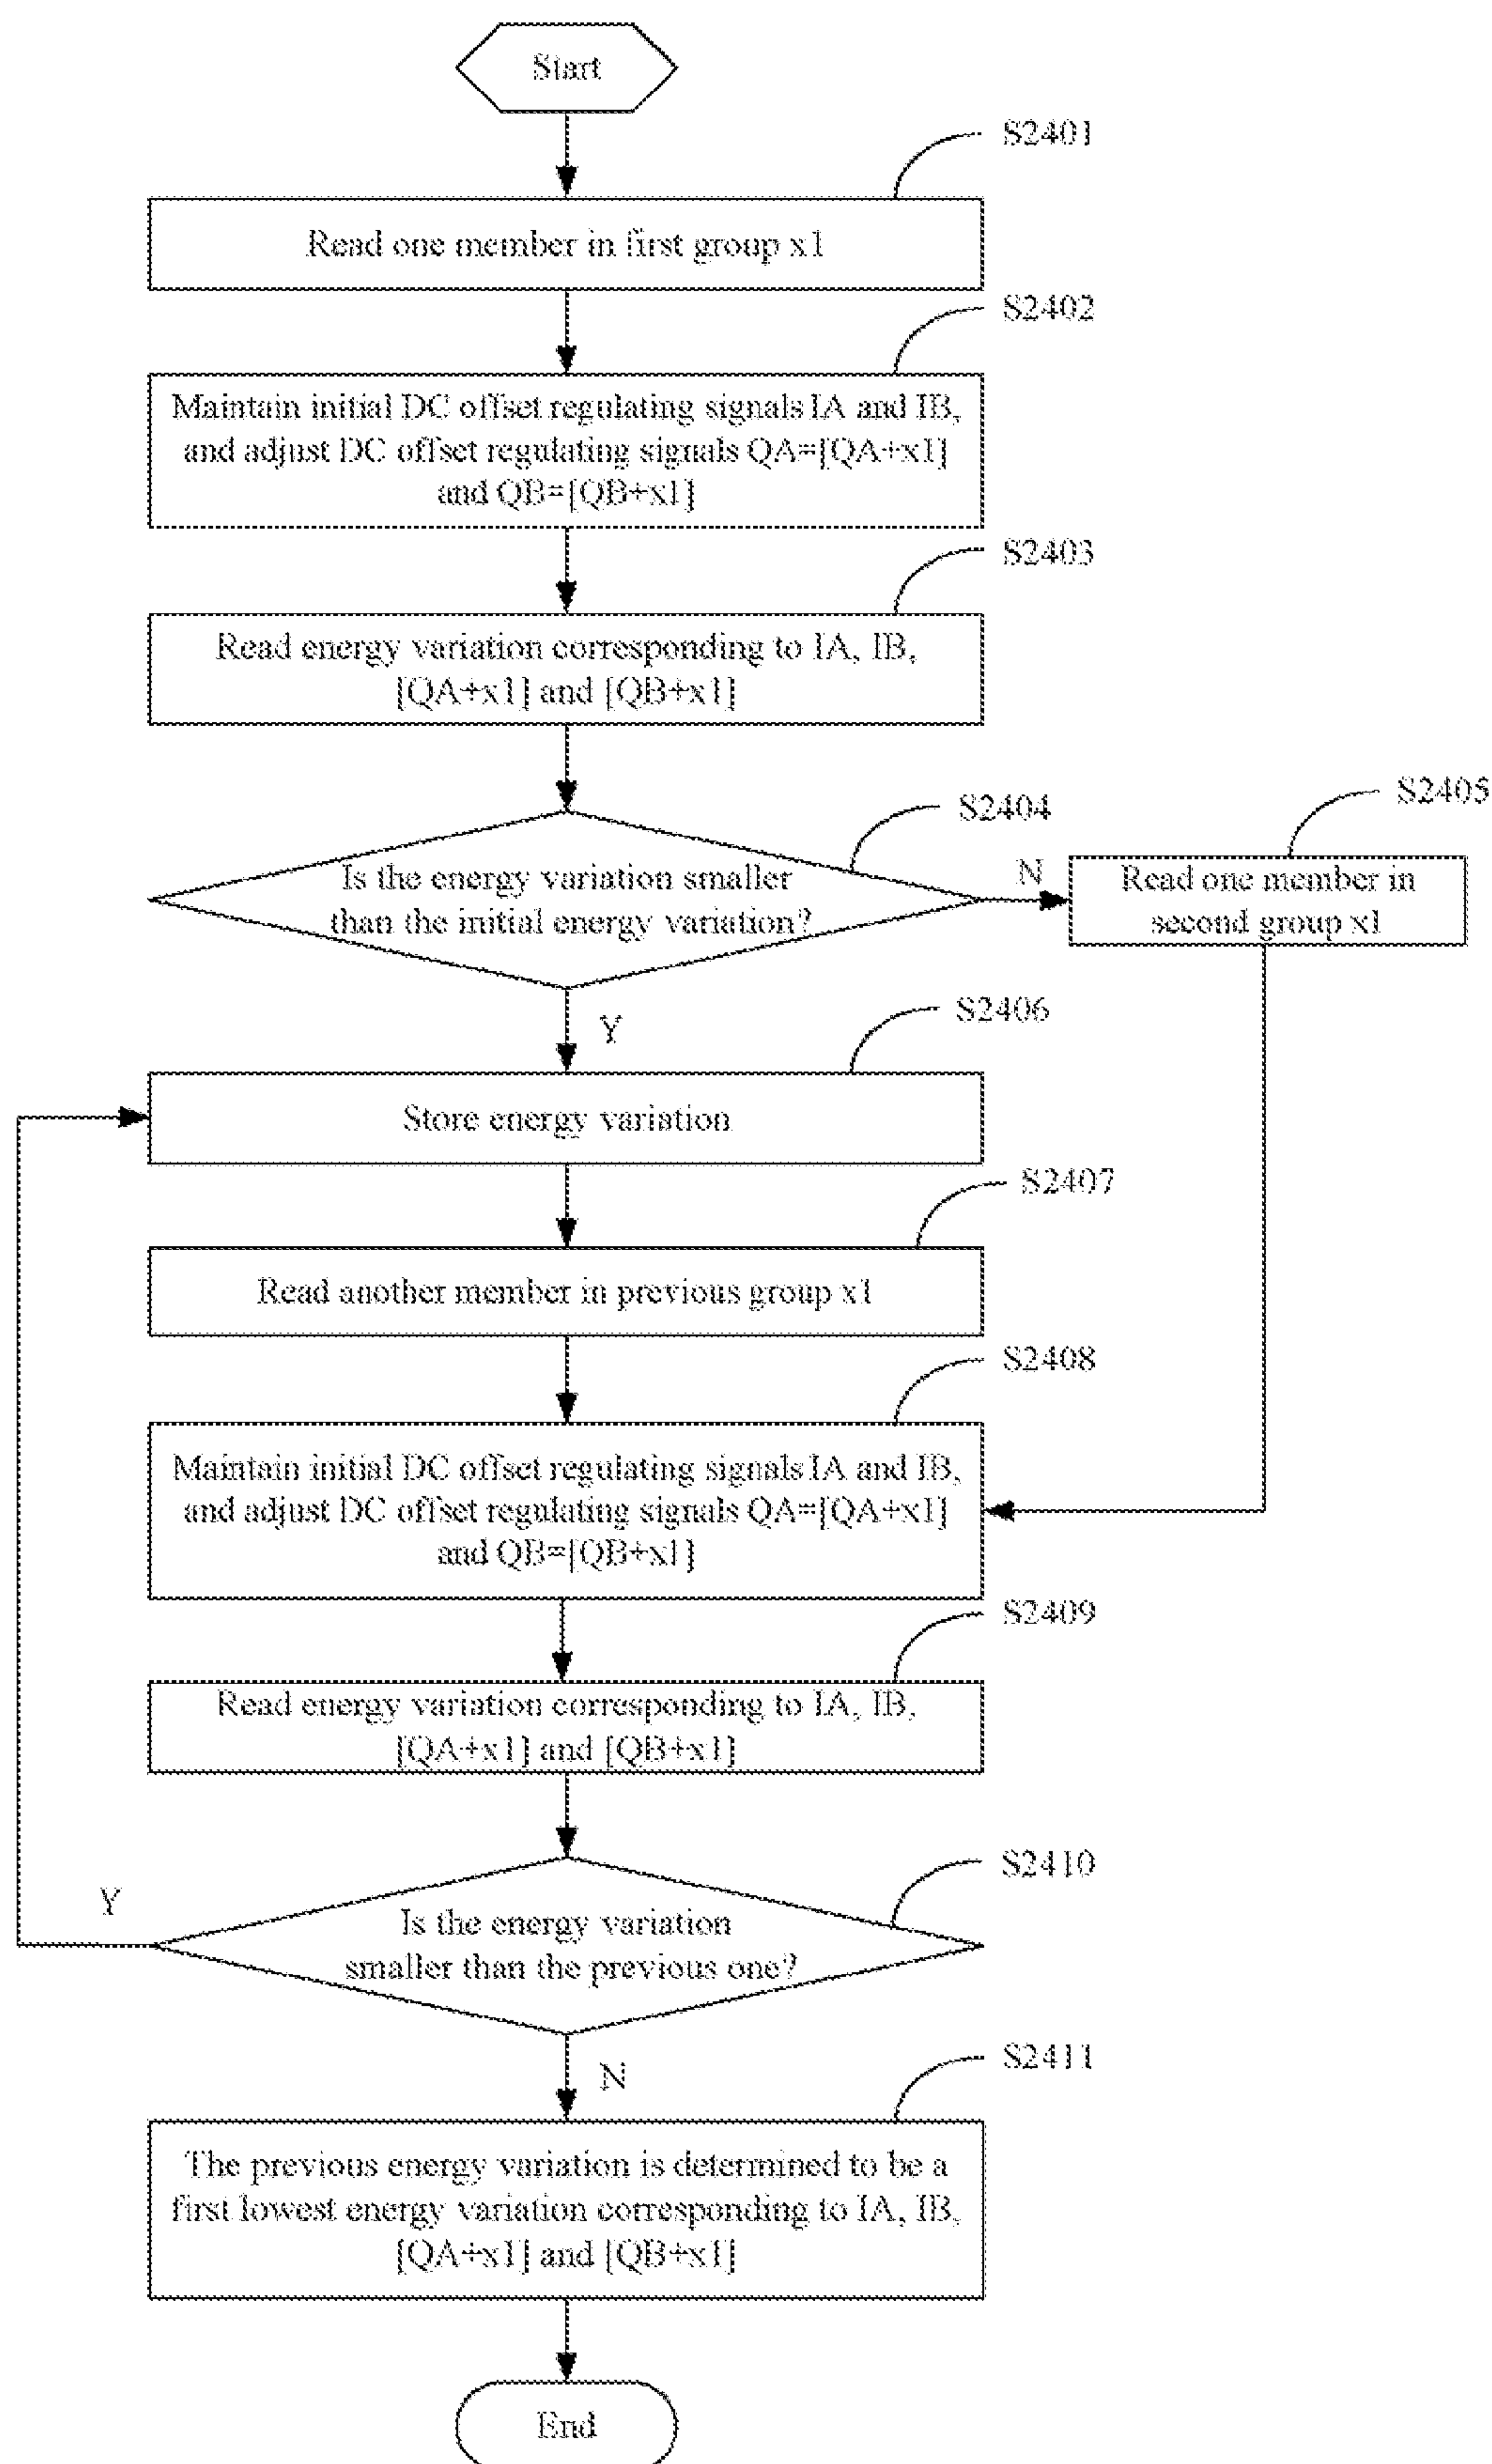 Start
S2401
Read one member in first group x1
S2402
Maintain initial DC offset regulating signals IA and IB,
and adjust DC offset regulating signals QA=[QA+x1]
and QB=[QB+x1]
S2403
Read energy variation corresponding to IA, IB,
[QA+x1] and [QB+x1]
S2404
Is the energy variation smaller
than the initial energy variation?
N
S2405
Read one member in
second group x1
Y
S2406
Store energy variation
S2407
Read another member in previous group x1
S2408
Maintain initial DC offset regulating signals IA and IB,
and adjust DC offset regulating signals QA=[QA+x1]
and QB=[QB+x1]
S2409
Read energy variation corresponding to IA, IB,
[QA+x1] and [QB+x1]
S2410
Y
Is the energy variation
smaller than the previous one?
N
S2411
The previous energy variation is determined to be a
first lowest energy variation corresponding to IA, IB,
[QA+x1] and [QB+x1]
End